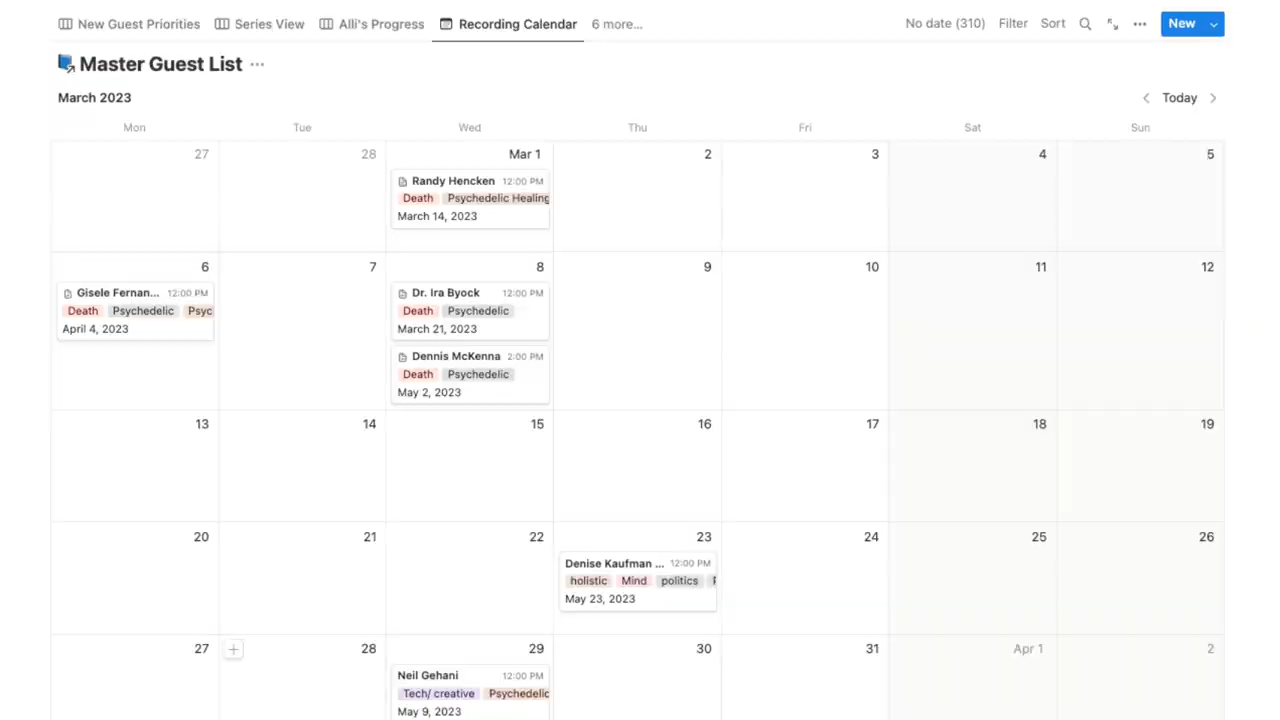 New Guest Priorities Series View Alli's Progress Recording Calendar 6 more... No date (310) Filter Sort New
Master Guest List
March 2023 Today
Mon Tue Wed Thu Fri Sat Sun
27 28 Mar 1 2 3 4 5
Randy Hencken 12:00 PM
Death Psychedelic Healing
March 14, 2023
6 7 8 9 10 11 12
Gisele Fernan... 12:00 PM
Death Psychedelic Psyc
April 4, 2023
Dr. Ira Byock 12:00 PM
Death Psychedelic
March 21, 2023
Dennis McKenna 2:00 PM
Death Psychedelic
May 2, 2023
13 14 15 16 17 18 19
20 21 22 23 24 25 26
Denise Kaufman ... 12:00 PM
holistic Mind politics
May 23, 2023
27 28 29 30 31 Apr 1 2
Neil Gehani 12:00 PM
Tech/ creative Psychedelic
May 9, 2023